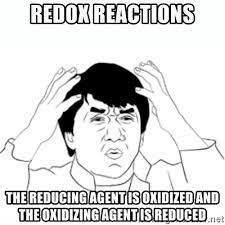 REDOX REACTIONS
THE REDUCING AGENT IS OXIDIZED AND
THE OXIDIZING AGENT IS REDUCED